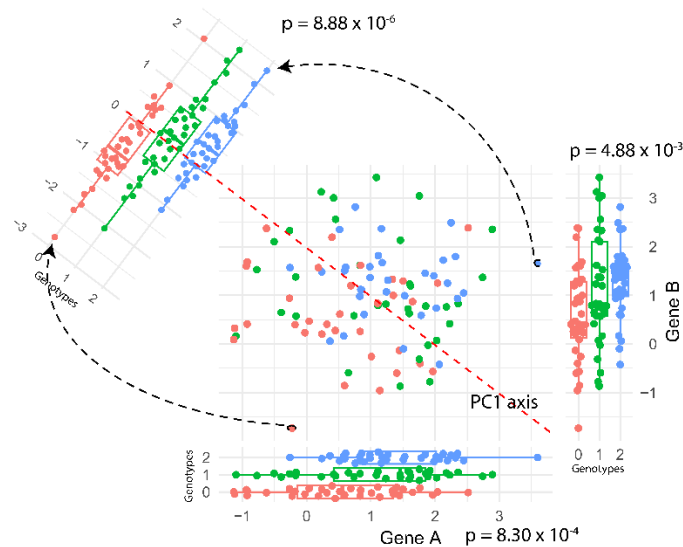 p = 8.88 x 10-6
2
1
0
-1
-2
-3
0
1
2
Genotypes
p = 4.88 x 10-3
3
2
1
0
−1
Gene B
0 1 2
Genotypes
PC1 axis
Genotypes
2
1
0
−1 0 1 2 3
Gene A
p = 8.30 x 10-4